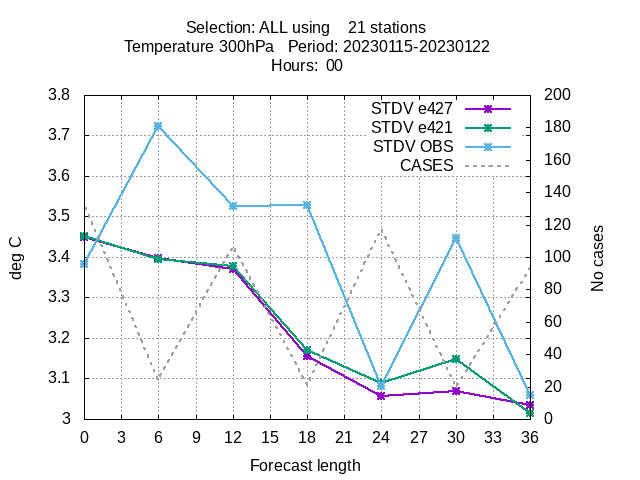 Selection: ALL using    21 stations
Temperature 300hPa   Period: 20230115-20230122
Hours:  00
3.8
3.7
3.6
3.5
3.4
3.3
3.2
3.1
3
deg C
STDV e427
STDV e421
STDV OBS
CASES
200
180
160
140
120
100
80
60
40
20
0
No cases
0 3 6 9 12 15 18 21 24 27 30 33 36
Forecast length